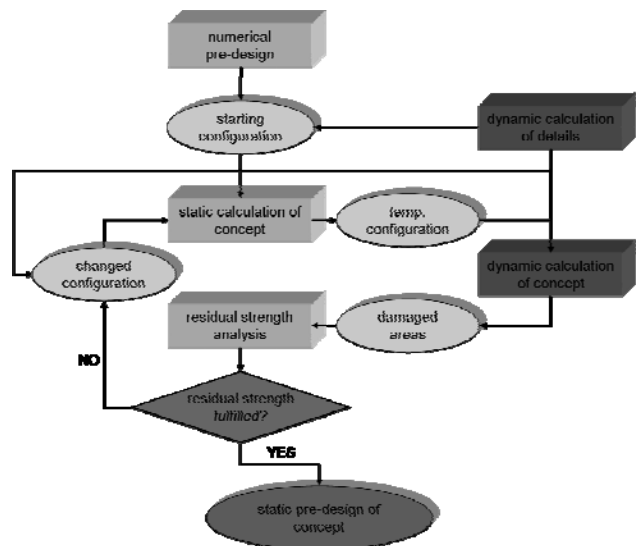 numerical
pre-design
starting
configuration
dynamic calculation
of details
static calculation of
concept
temp.
configuration
changed
configuration
dynamic calculation
of concept
residual strength
analysis
damaged
areas
NO
residual strength
fulfilled?
YES
static pre-design of
concept